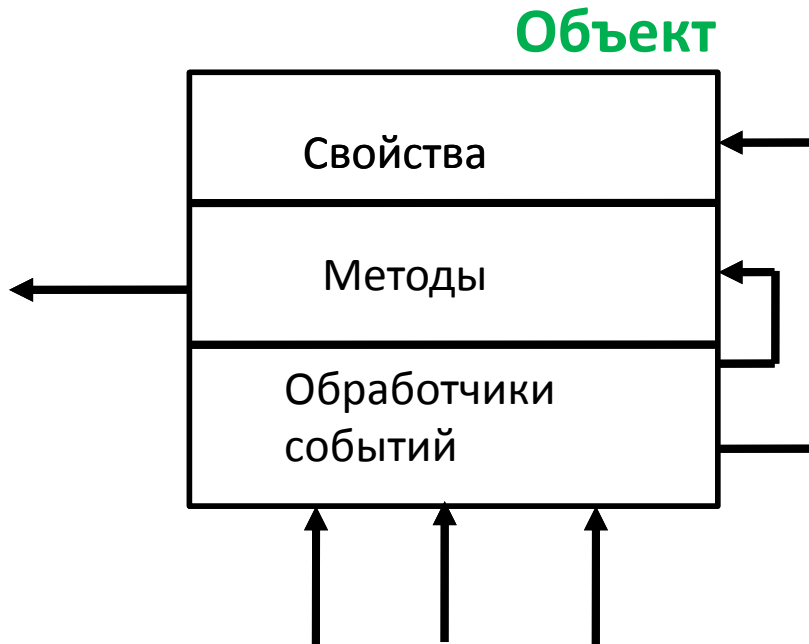 Объект
Свойства
Методы
Обработчики
событий